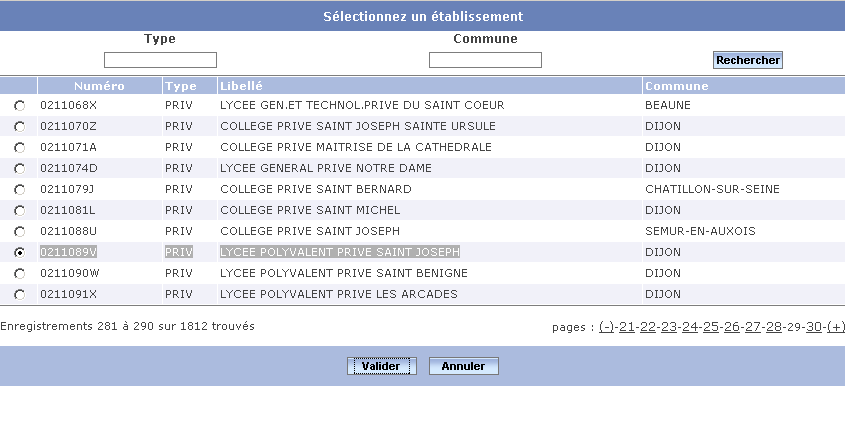 Sélectionnez un établissement
Type Commune
Rechercher
Numéro Type Libellé Commune
0211068X PRIV LYCEE GEN.ET TECHNOL.PRIVE DU SAINT COEUR BEAUNE
0211070Z PRIV COLLEGE PRIVE SAINT JOSEPH SAINTE URSULE DIJON
0211071A PRIV COLLEGE PRIVE MAITRISE DE LA CATHEDRALE DIJON
0211074D PRIV LYCEE GENERAL PRIVE NOTRE DAME DIJON
0211079J PRIV COLLEGE PRIVE SAINT BERNARD CHATILLON-SUR-SEINE
0211081L PRIV COLLEGE PRIVE SAINT MICHEL DIJON
0211088U PRIV COLLEGE PRIVE SAINT JOSEPH SEMUR-EN-AUXOIS
0211089V PRIV LYCEE POLYVALENT PRIVE SAINT JOSEPH DIJON
0211090W PRIV LYCEE POLYVALENT PRIVE SAINT BENIGNE DIJON
0211091X PRIV LYCEE POLYVALENT PRIVE LES ARCADES DIJON
Enregistrements 281 à 290 sur 1812 trouvés pages : (-)-21-22-23-24-25-26-27-28-29-30-(+)
Valider Annuler